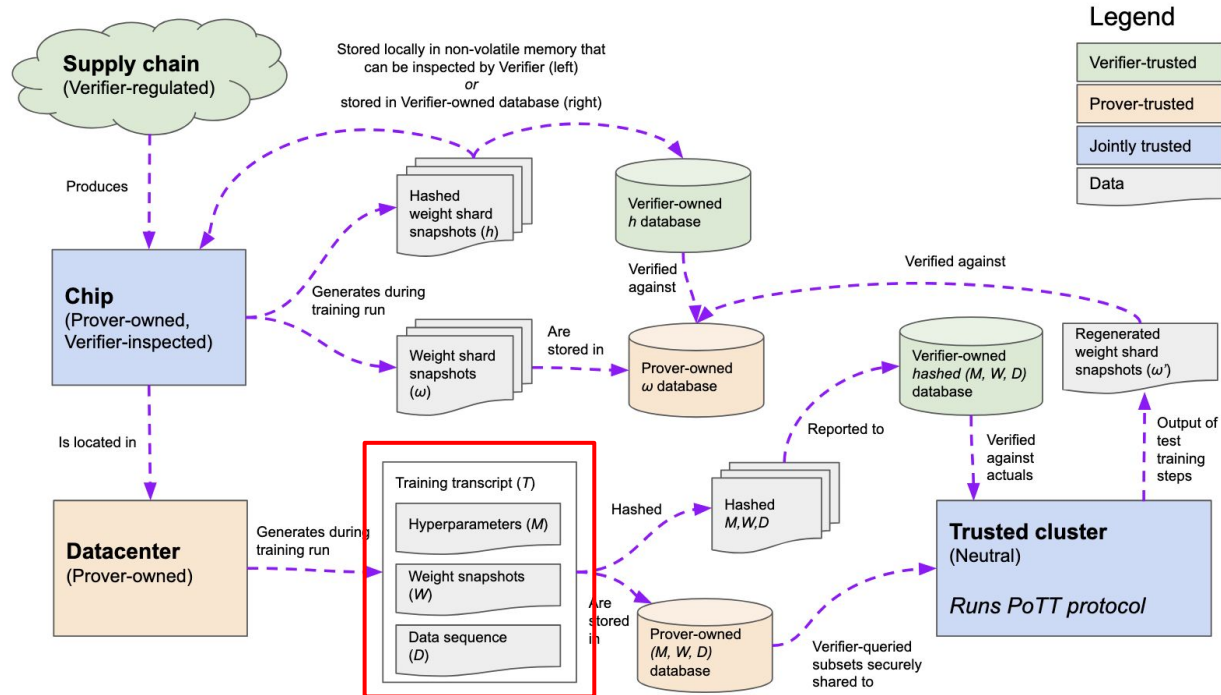 Supply chain
(Verifier-regulated)
Stored locally in non-volatile memory that
can be inspected by Verifier (left)
or
stored in Verifier-owned database (right)
Legend
Verifier-trusted
Prover-trusted
Jointly trusted
Data
Produces
Hashed
weight shard
snapshots (h)
Verifier-owned
h database
Verified
against
Verified against
Chip
(Prover-owned,
Verifier-inspected)
Generates during
training run
Weight shard
snapshots (ω)
Are
stored in
Prover-owned
ω database
Verifier-owned
hashed (M, W, D)
database
Regenerated
weight shard
snapshots (ω')
Is located in
Reported to
Verified
against
actuals
Output of
test
training
steps
Datacenter
(Prover-owned)
Generates during
training run
Training transcript (T)
Hyperparameters (M)
Weight snapshots
(W)
Data sequence
(D)
Hashed
Hashed
M,W,D
Are
stored
in
Prover-owned
(M, W, D)
database
Verifier-queried
subsets securely
shared to
Trusted cluster
(Neutral)
Runs PoTT protocol